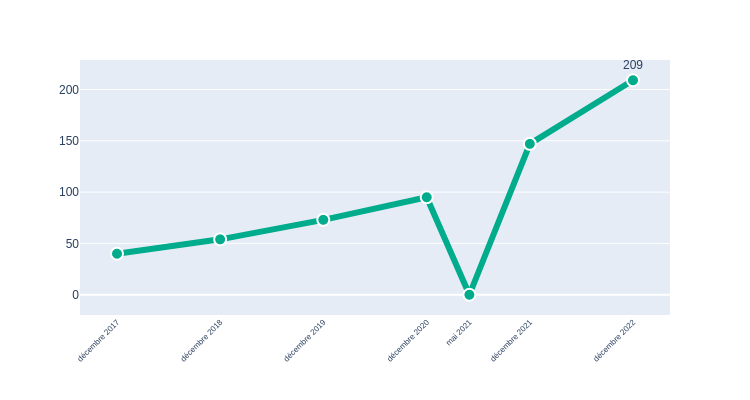 209
200
150
100
50
0
décembre 2017
décembre 2018
décembre 2019
décembre 2020
mai 2021
décembre 2021
décembre 2022